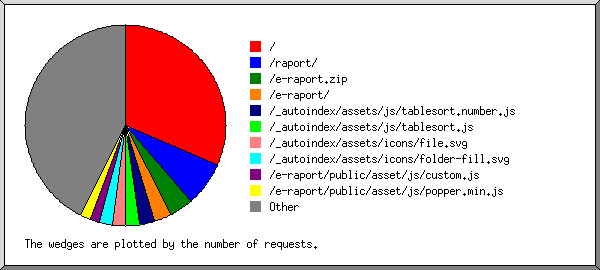 /
/raport/
/e-raport.zip
/e-raport/
/_autoindex/assets/js/tablesort.number.js
/_autoindex/assets/js/tablesort.js
/_autoindex/assets/icons/file.svg
/_autoindex/assets/icons/folder-fill.svg
/e-raport/public/asset/js/custom.js
/e-raport/public/asset/js/popper.min.js
Other
The wedges are plotted by the number of requests.